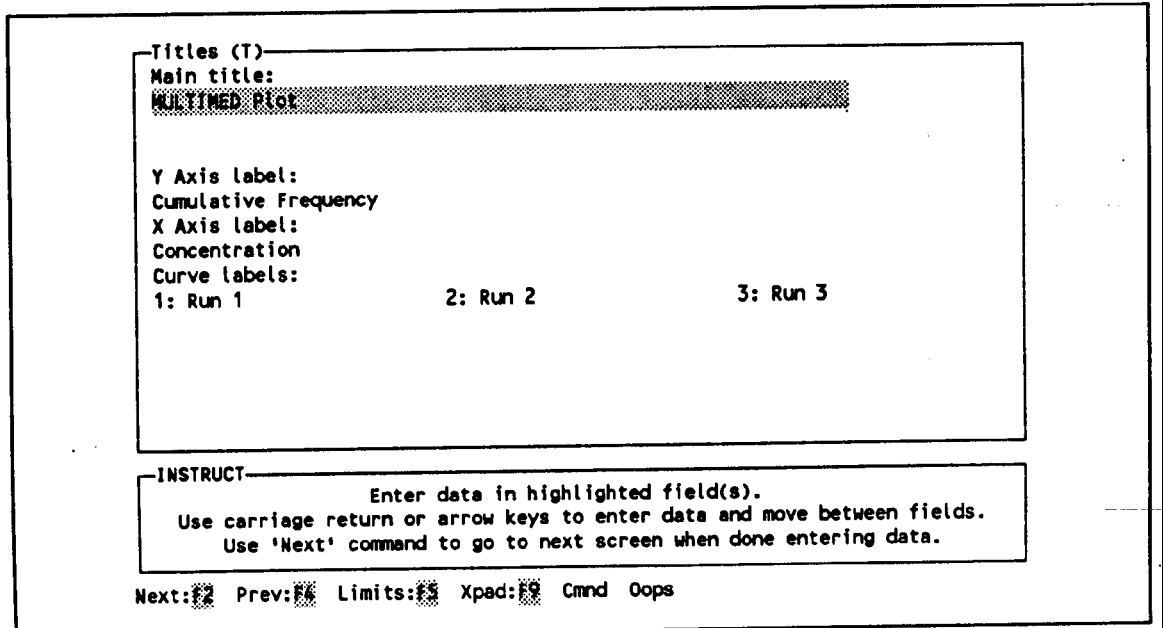 Titles (T)
Main title:
MULTIMED Plot
Y Axis label:
Cumulative Frequency
X Axis label:
Concentration
Curve labels:
1: Run 1 2: Run 2 3: Run 3
INSTRUCT
Enter data in highlighted field(s).
Use carriage return or arrow keys to enter data and move between fields.
Use 'Next' command to go to next screen when done entering data.
Next:F2 Prev:F4 Limits:F5 Xpad:F9 Cmnd Oops